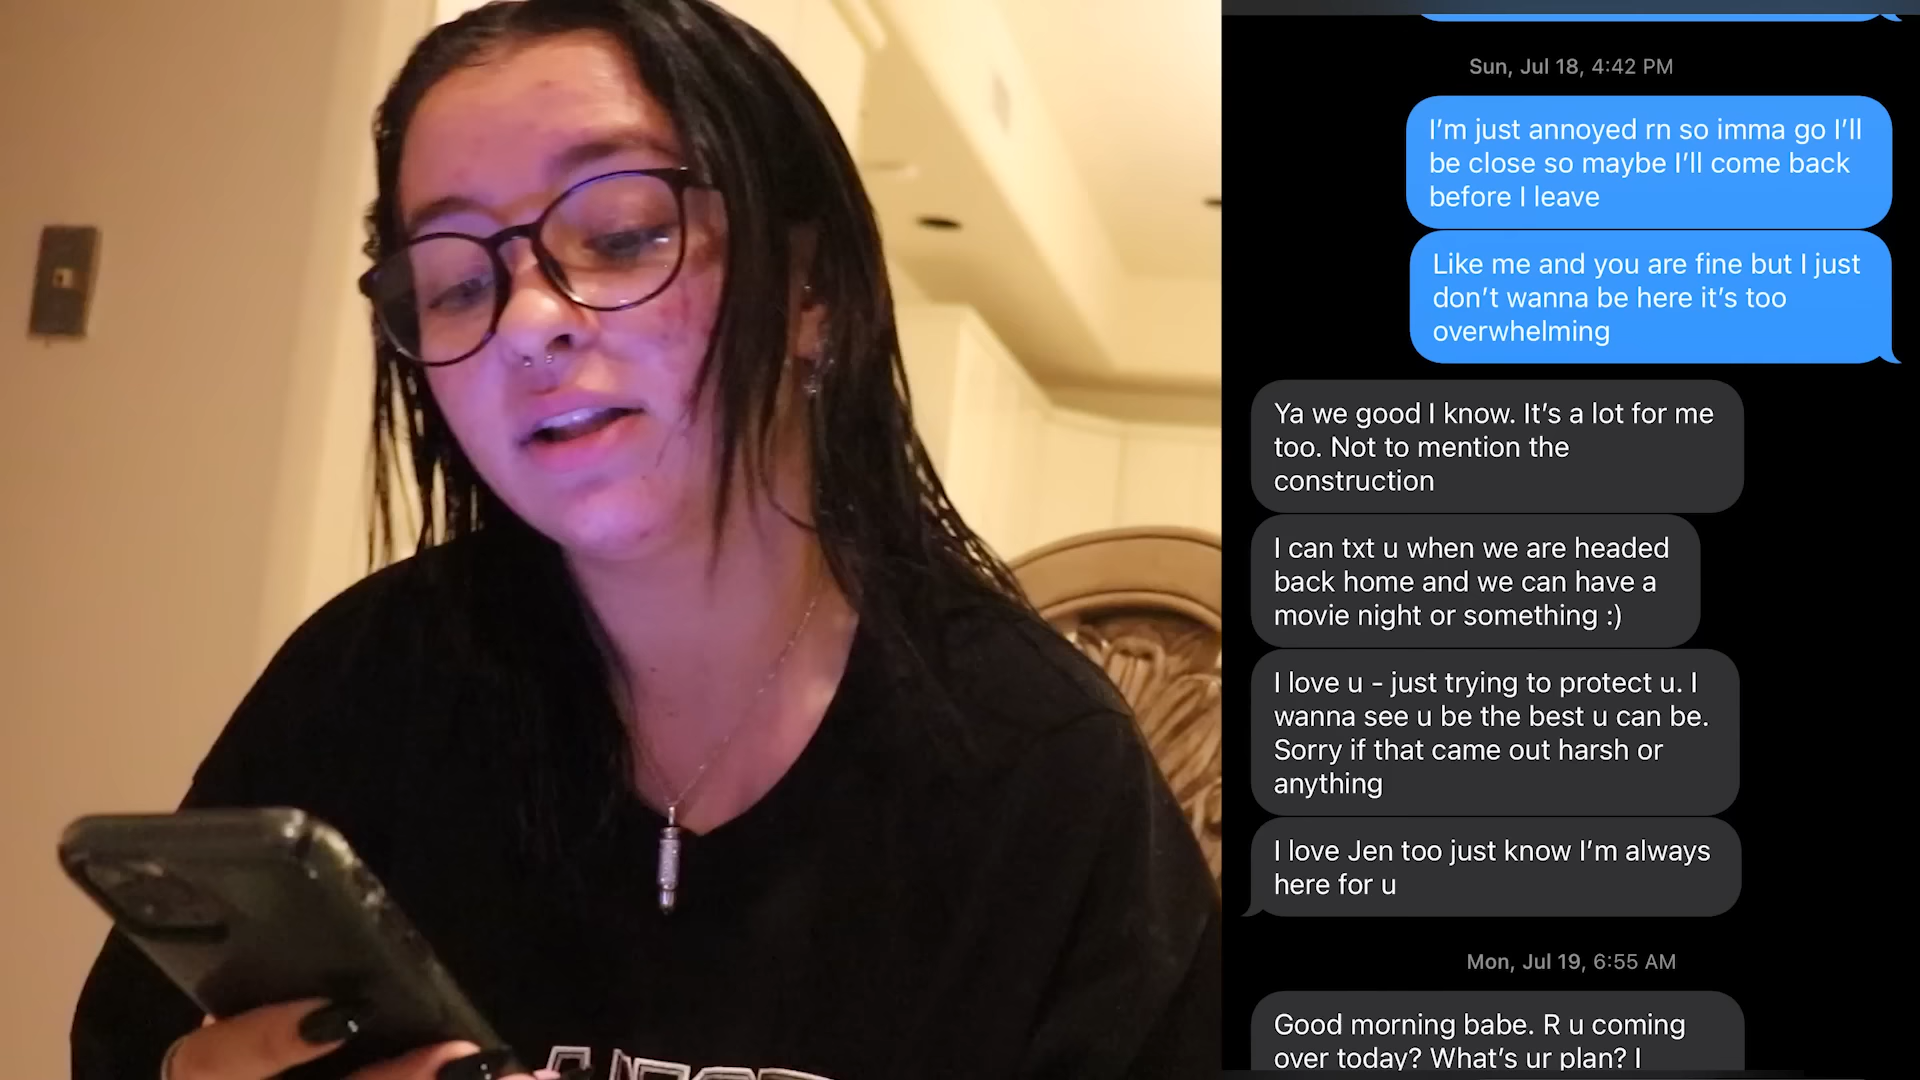 Sun, Jul 18, 4:42 PM
I'm just annoyed rn so imma go I'll
be close so maybe I'll come back
before I leave
Like me and you are fine but I just
don't wanna be here it's too
overwhelming
Ya we good I know. It's a lot for me
too. Not to mention the
construction
I can txt u when we are headed
back home and we can have a
movie night or something :)
I love u - just trying to protect u. I
wanna see u be the best u can be.
Sorry if that came out harsh or
anything
I love Jen too just know I'm always
here for u
Mon, Jul 19, 6:55 AM
Good morning babe. R u coming
over today? What's ur plan? I